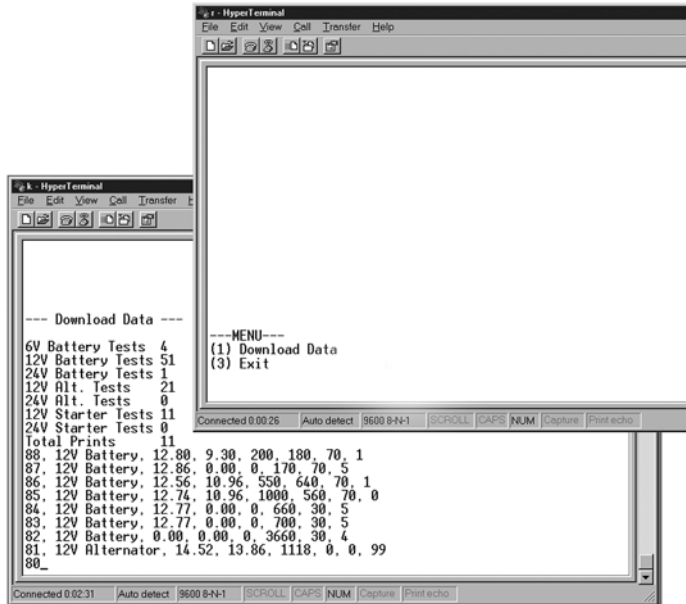 r - HyperTerminal
File Edit View Call Transfer Help
---MENU---
(1) Download Data
(3) Exit
Connected 0:00:26 Auto detect 9600 8-N-1 SCROLL CAPS NUM Capture Print echo
k - HyperTerminal
File Edit View Call Transfer
--- Download Data ---
6V Battery Tests 4
12V Battery Tests 51
24V Battery Tests 1
12V Alt. Tests 21
24V Alt. Tests 0
12V Starter Tests 11
24V Starter Tests 0
Total Prints 11
88, 12V Battery, 12.80, 9.30, 200, 180, 70, 1
87, 12V Battery, 12.86, 0.00, 0, 170, 70, 5
86, 12V Battery, 12.56, 10.96, 550, 640, 70, 1
85, 12V Battery, 12.74, 10.96, 1000, 560, 70, 0
84, 12V Battery, 12.77, 0.00, 0, 660, 30, 5
83, 12V Battery, 12.77, 0.00, 0, 700, 30, 5
82, 12V Battery, 0.00, 0.00, 0, 3660, 30, 4
81, 12V Alternator, 14.52, 13.86, 1118, 0, 0, 99
80_
Connected 0:02:31 Auto detect 9600 8-N-1 SCROLL CAPS NUM Capture Print echo